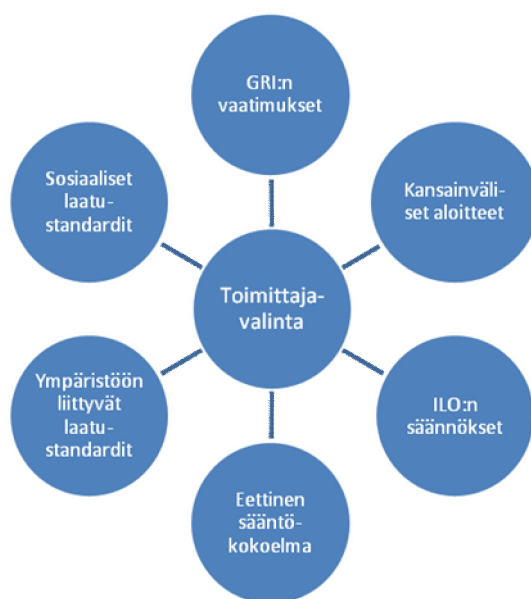 GRI:n
vaatimukset
Sosiaaliset
laatu-
standardit
Kansainväli-
set aloitteet
Toimittaja-
valinta
Ympäristöön
liittyvät
laatu-
standardit
ILO:n
säännökset
Eettinen
sääntö-
kokoelma